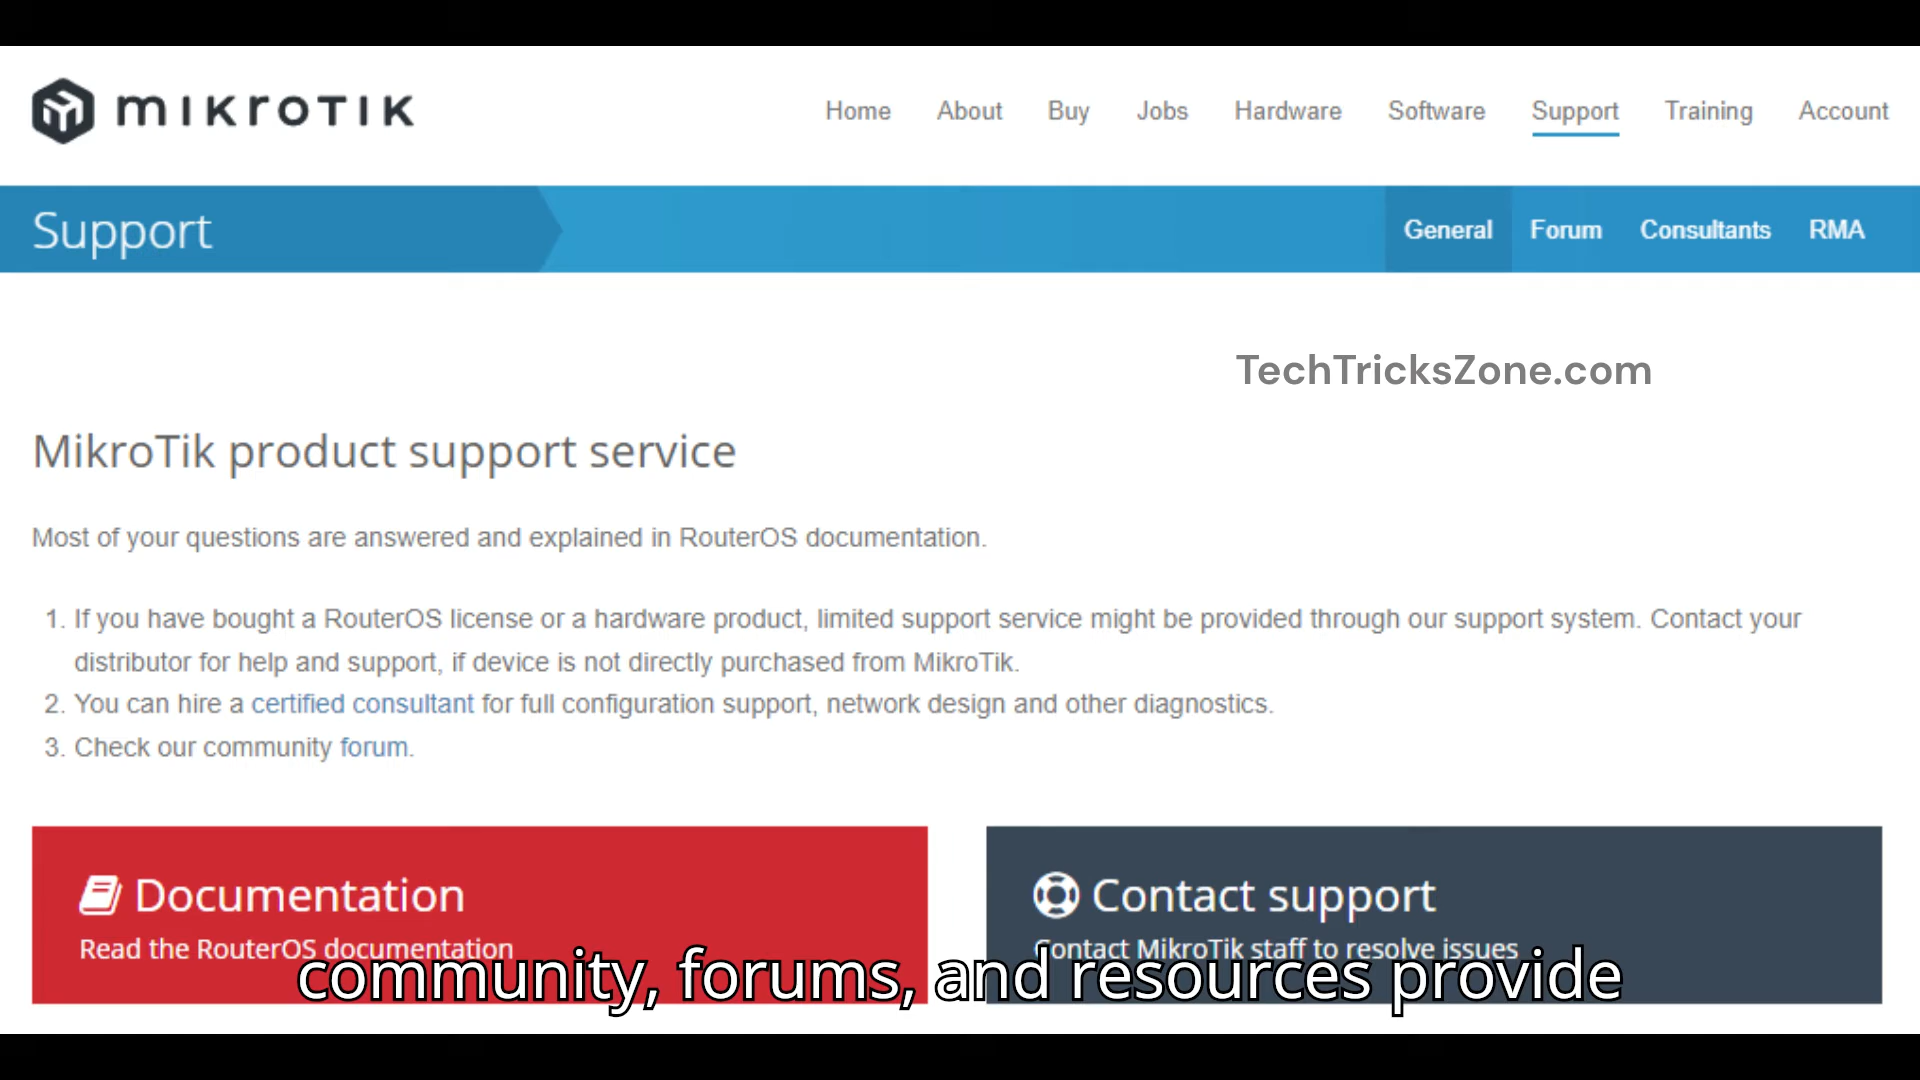 mikrotik
Home About Buy Jobs Hardware Software Support Training Account
Support
General Forum Consultants RMA
TechTricksZone.com
MikroTik product support service
Most of your questions are answered and explained in RouterOS documentation.
1. If you have bought a RouterOS license or a hardware product, limited support service might be provided through our support system. Contact your
distributor for help and support, if device is not directly purchased from MikroTik.
2. You can hire a certified consultant for full configuration support, network design and other diagnostics.
3. Check our community forum.
Documentation
Read the RouterOS documentation
Contact support
Contact MikroTik staff to resolve issues
community, forums, and resources provide